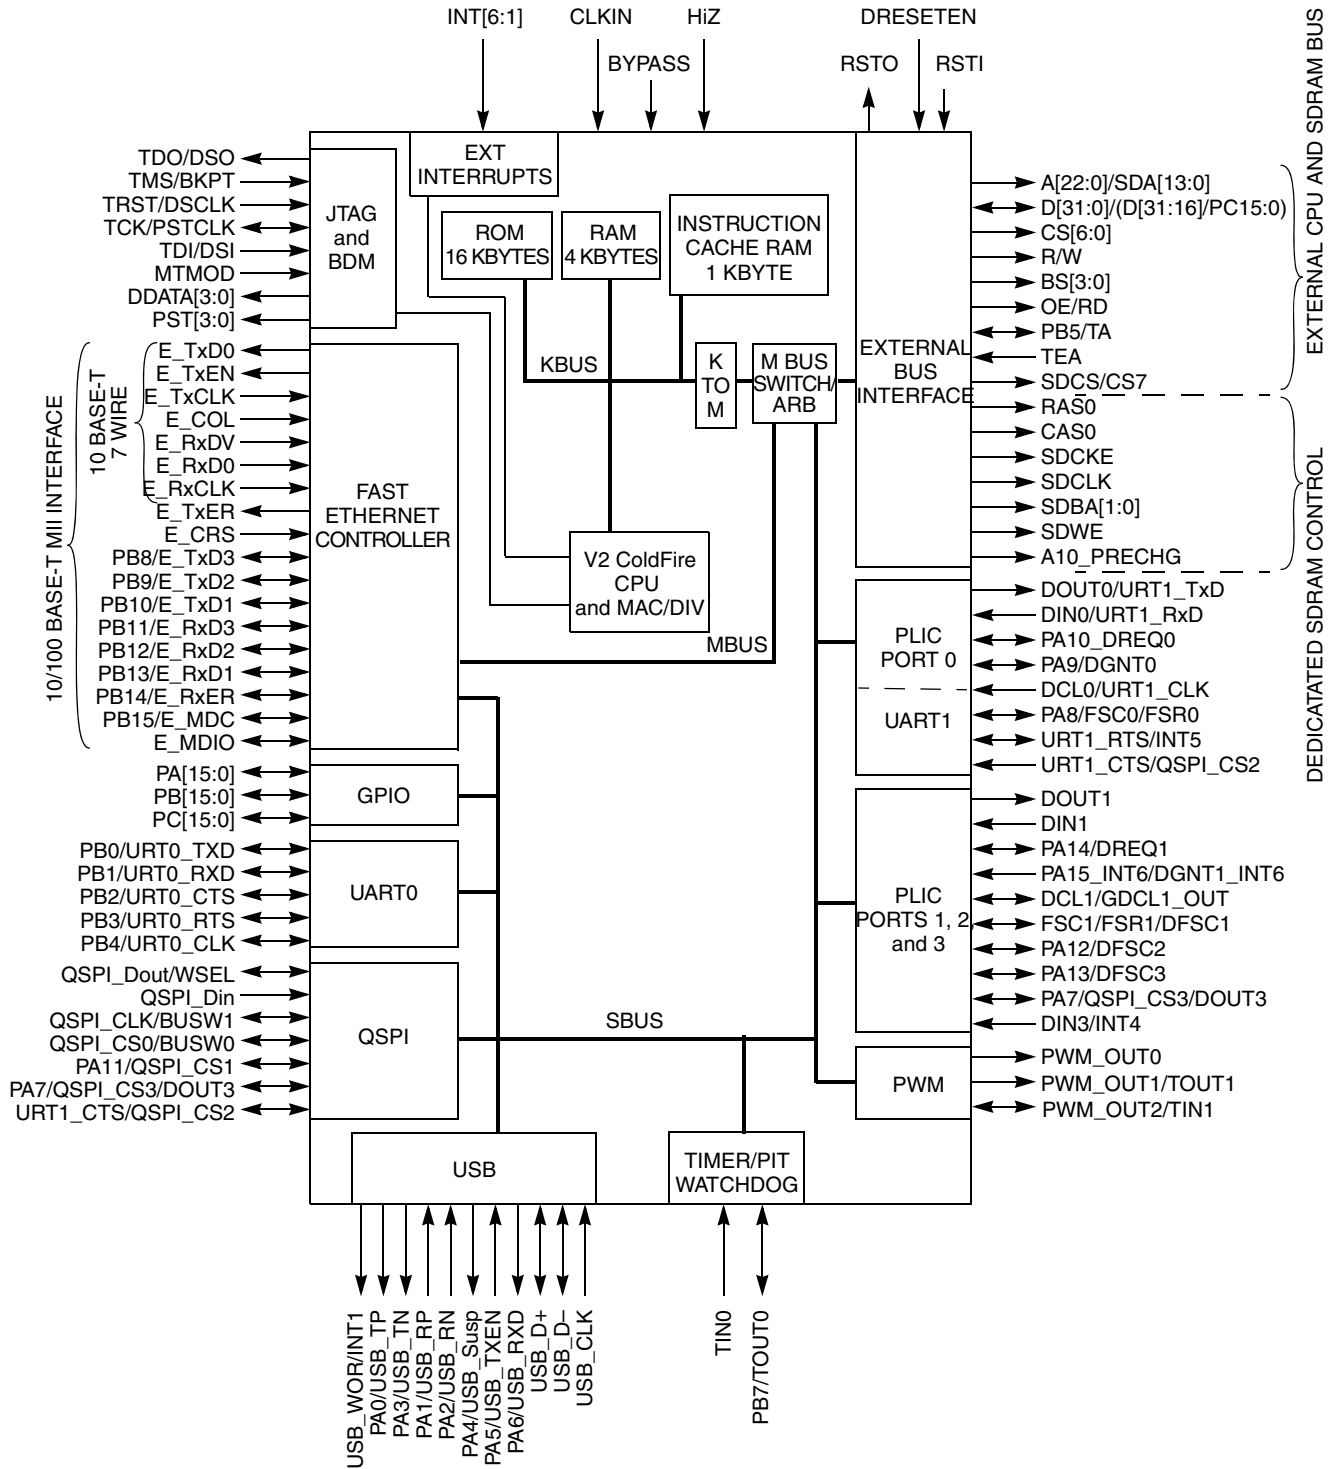 INT[6:1]
CLKIN
HiZ
DRESETEN
BYPASS
RSTO
RSTI
EXT
INTERRUPTS
JTAG
and
BDM
ROM
16 KBYTES
RAM
4 KBYTES
INSTRUCTION
CACHE RAM
1 KBYTE
KBUS
K
TO
M
M BUS
SWITCH/
ARB
EXTERNAL
BUS
INTERFACE
FAST
ETHERNET
CONTROLLER
V2 ColdFire
CPU
and MAC/DIV
MBUS
PLIC
PORT 0
UART1
GPIO
UART0
PLIC
PORTS 1, 2,
and 3
QSPI
SBUS
PWM
USB
TIMER/PIT
WATCHDOG
TDO/DSO
TMS/BKPT
TRST/DSCLK
TCK/PSTCLK
TDI/DSI
MTMOD
DDATA[3:0]
PST[3:0]
10/100 BASE-T MII INTERFACE
10 BASE-T
7 WIRE
E_TxD0
E_TxEN
E_TxCLK
E_COL
E_RxDV
E_RxD0
E_RxCLK
E_TxER
E_CRS
PB8/E_TxD3
PB9/E_TxD2
PB10/E_TxD1
PB11/E_RxD3
PB12/E_RxD2
PB13/E_RxD1
PB14/E_RxER
PB15/E_MDC
E_MDIO
PA[15:0]
PB[15:0]
PC[15:0]
PB0/URT0_TXD
PB1/URT0_RXD
PB2/URT0_CTS
PB3/URT0_RTS
PB4/URT0_CLK
QSPI_Dout/WSEL
QSPI_Din
QSPI_CLK/BUSW1
QSPI_CS0/BUSW0
PA11/QSPI_CS1
PA7/QSPI_CS3/DOUT3
URT1_CTS/QSPI_CS2
A[22:0]/SDA[13:0]
D[31:0]/(D[31:16]/PC15:0)
CS[6:0]
R/W
BS[3:0]
OE/RD
PB5/TA
TEA
SDCS/CS7
RAS0
CAS0
SDCKE
SDCLK
SDBA[1:0]
SDWE
A10_PRECHG
EXTERNAL CPU AND SDRAM BUS
DEDICATATED SDRAM CONTROL
DOUT0/URT1_TxD
DIN0/URT1_RxD
PA10_DREQ0
PA9/DGNT0
DCL0/URT1_CLK
PA8/FSC0/FSR0
URT1_RTS/INT5
URT1_CTS/QSPI_CS2
DOUT1
DIN1
PA14/DREQ1
PA15_INT6/DGNT1_INT6
DCL1/GDCL1_OUT
FSC1/FSR1/DFSC1
PA12/DFSC2
PA13/DFSC3
PA7/QSPI_CS3/DOUT3
DIN3/INT4
PWM_OUT0
PWM_OUT1/TOUT1
PWM_OUT2/TIN1
USB_WOR/INT1
PA0/USB_TP
PA3/USB_TN
PA1/USB_RP
PA2/USB_RN
PA4/USB_Susp
PA5/USB_TXEN
PA6/USB_RXD
USB_D+
USB_D–
USB_CLK
TIN0
PB7/TOUT0